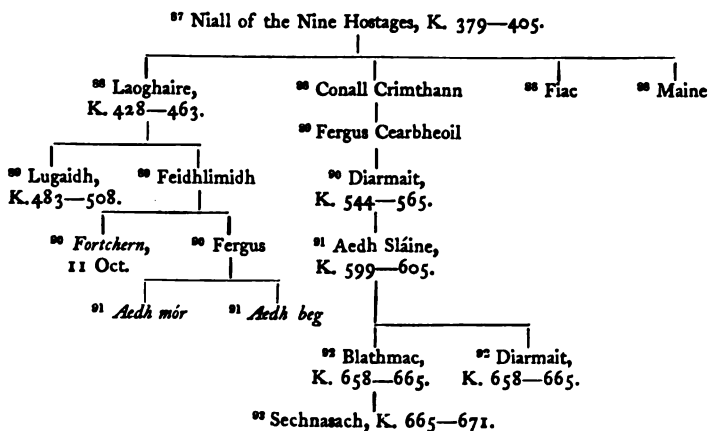 ⁸⁷ Niall of the Nine Hostages, K. 379—405.
⁸⁸ Laoghaire, ⁸⁸ Conall Crimthann ⁸⁸ Fiac ⁸⁸ Maine
K. 428—463.
⁸⁹ Fergus Cearbheoil
⁸⁹ Lugaidh, ⁸⁹ Feidhlimidh ⁹⁰ Diarmait,
K. 483—508. K. 544—565.
⁹⁰ Fortchern, ⁹⁰ Fergus ⁹¹ Aedh Sláine,
11 Oct. K. 599—605.
⁹¹ Aedh mór ⁹¹ Aedh beg
⁹² Blathmac, ⁹² Diarmait,
K. 658—665. K. 658—665.
⁹³ Sechnasach, K. 665—671.